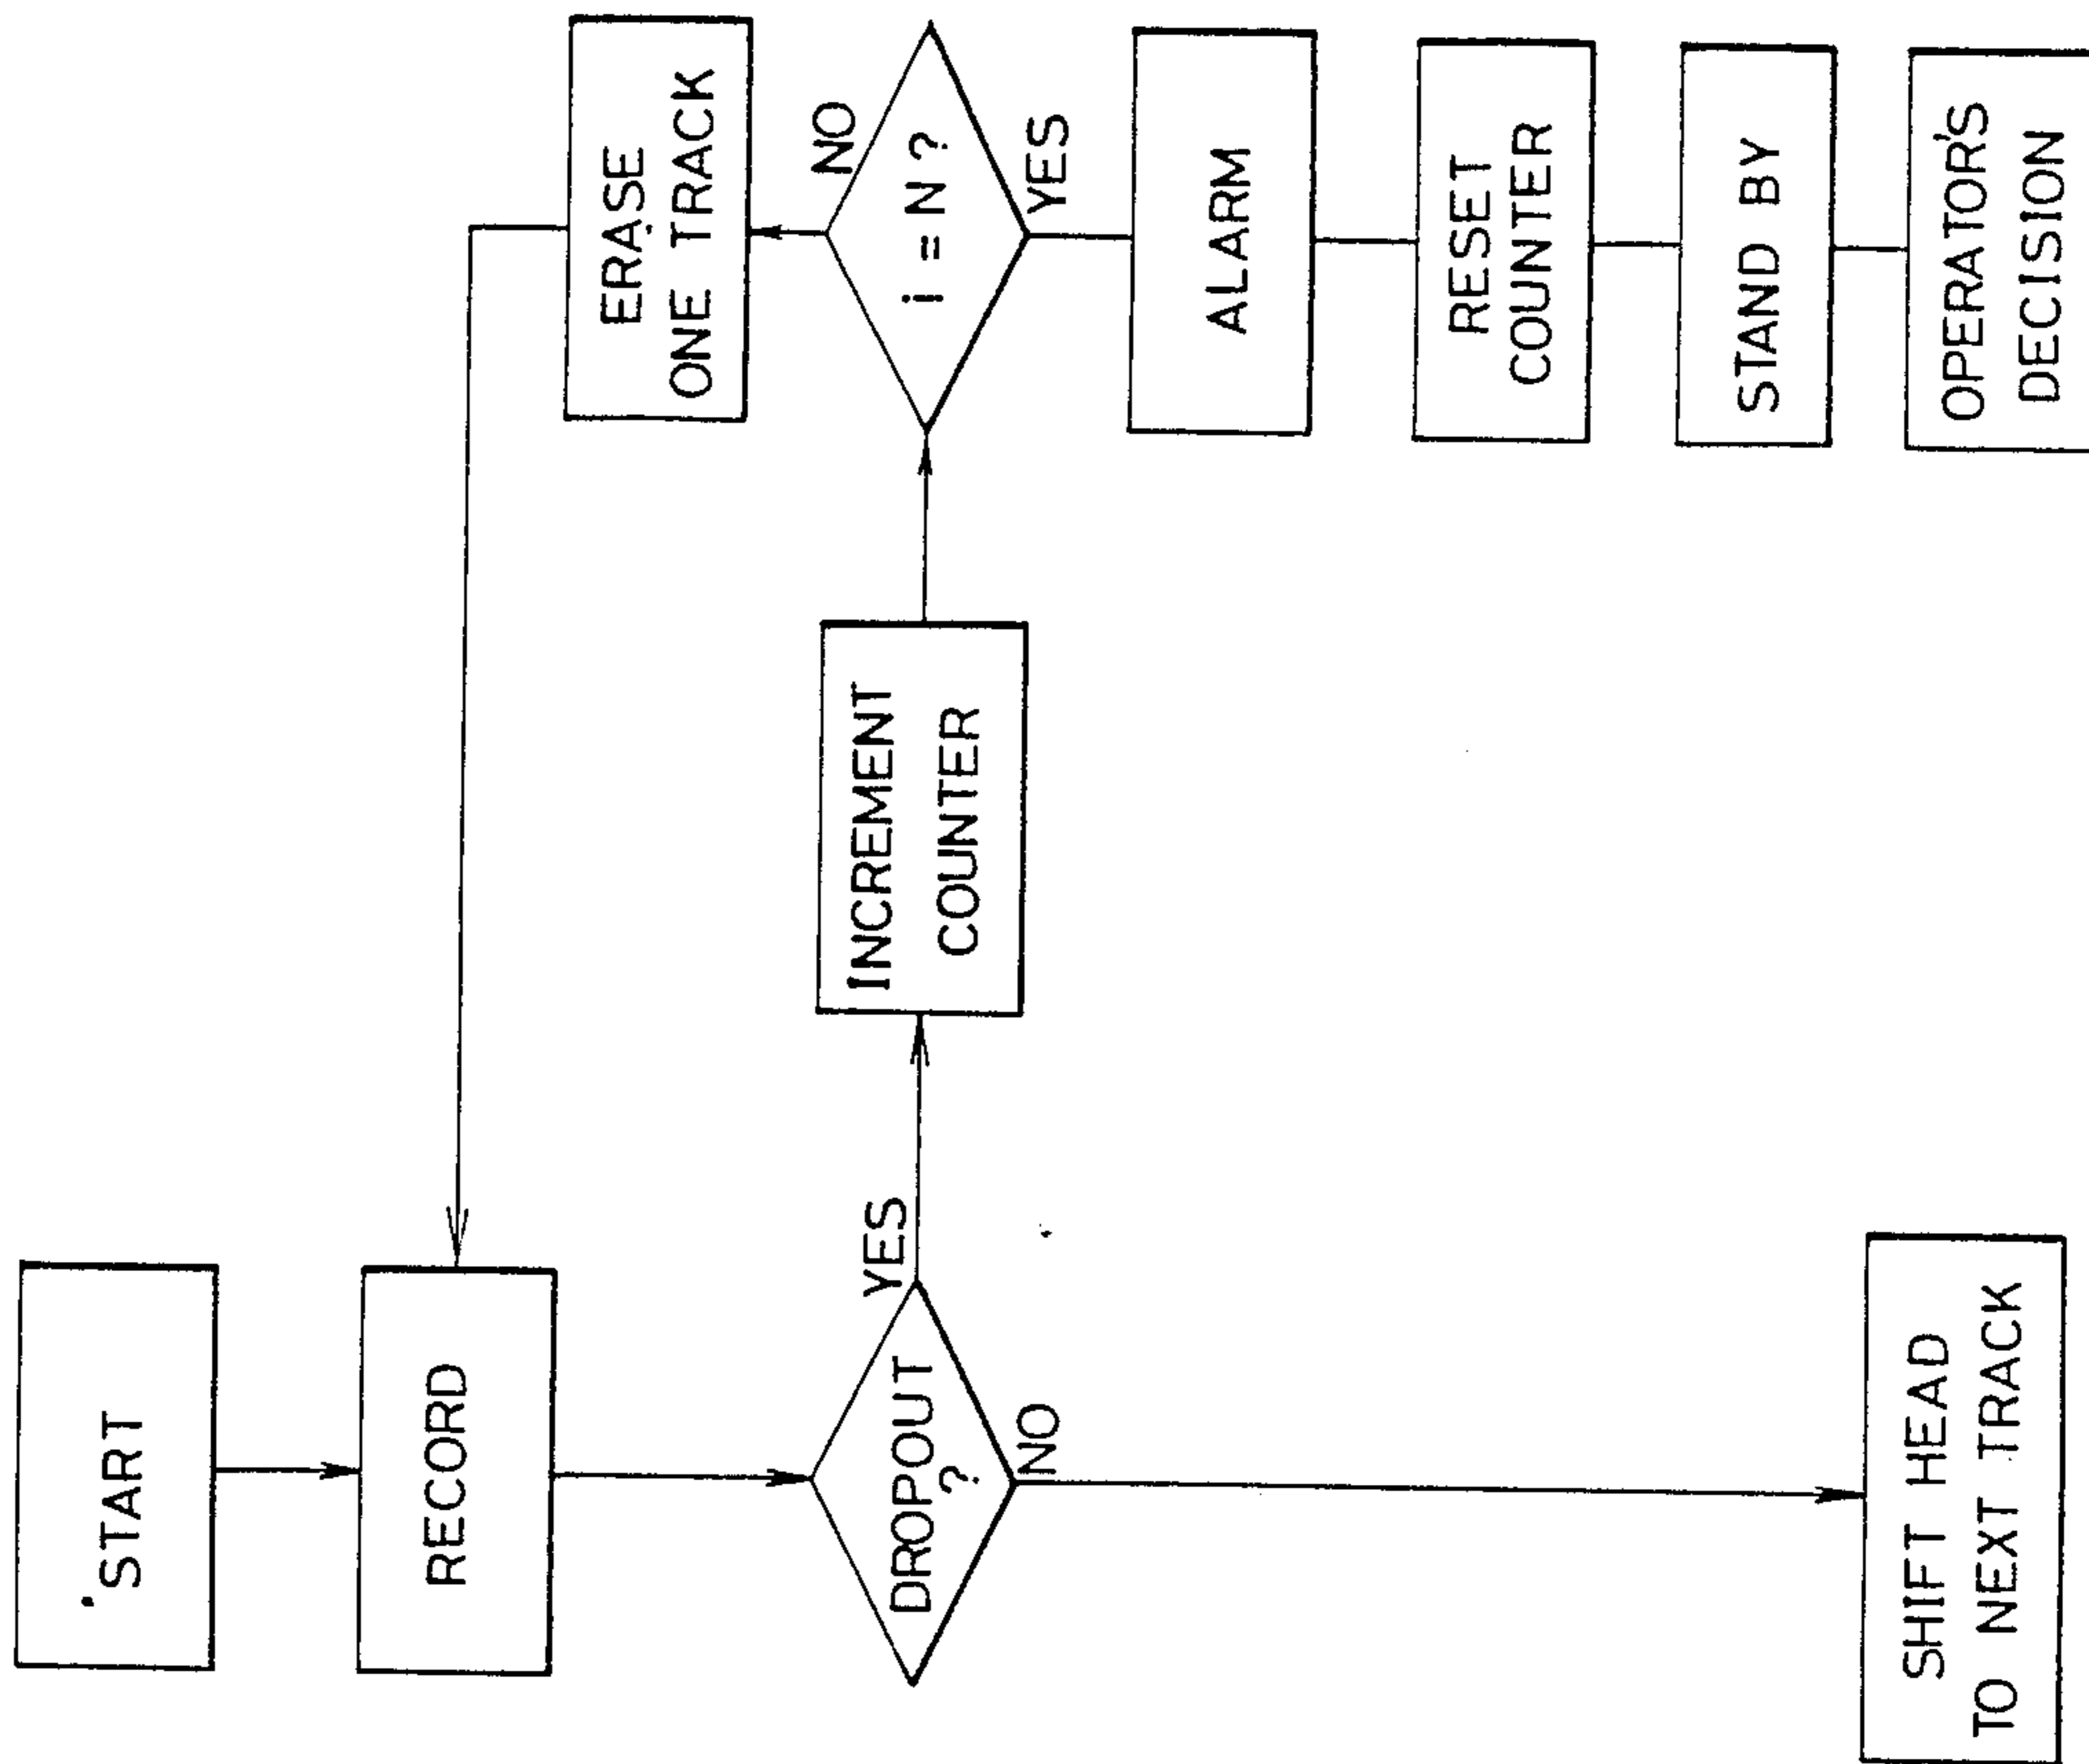 START
RECORD
DROPOUT
?
YES
NO
SHIFT HEAD
TO NEXT TRACK
INCREMENT
COUNTER
ERASE
ONE TRACK
NO
i = N ?
YES
ALARM
RESET
COUNTER
STAND BY
OPERATOR'S
DECISION